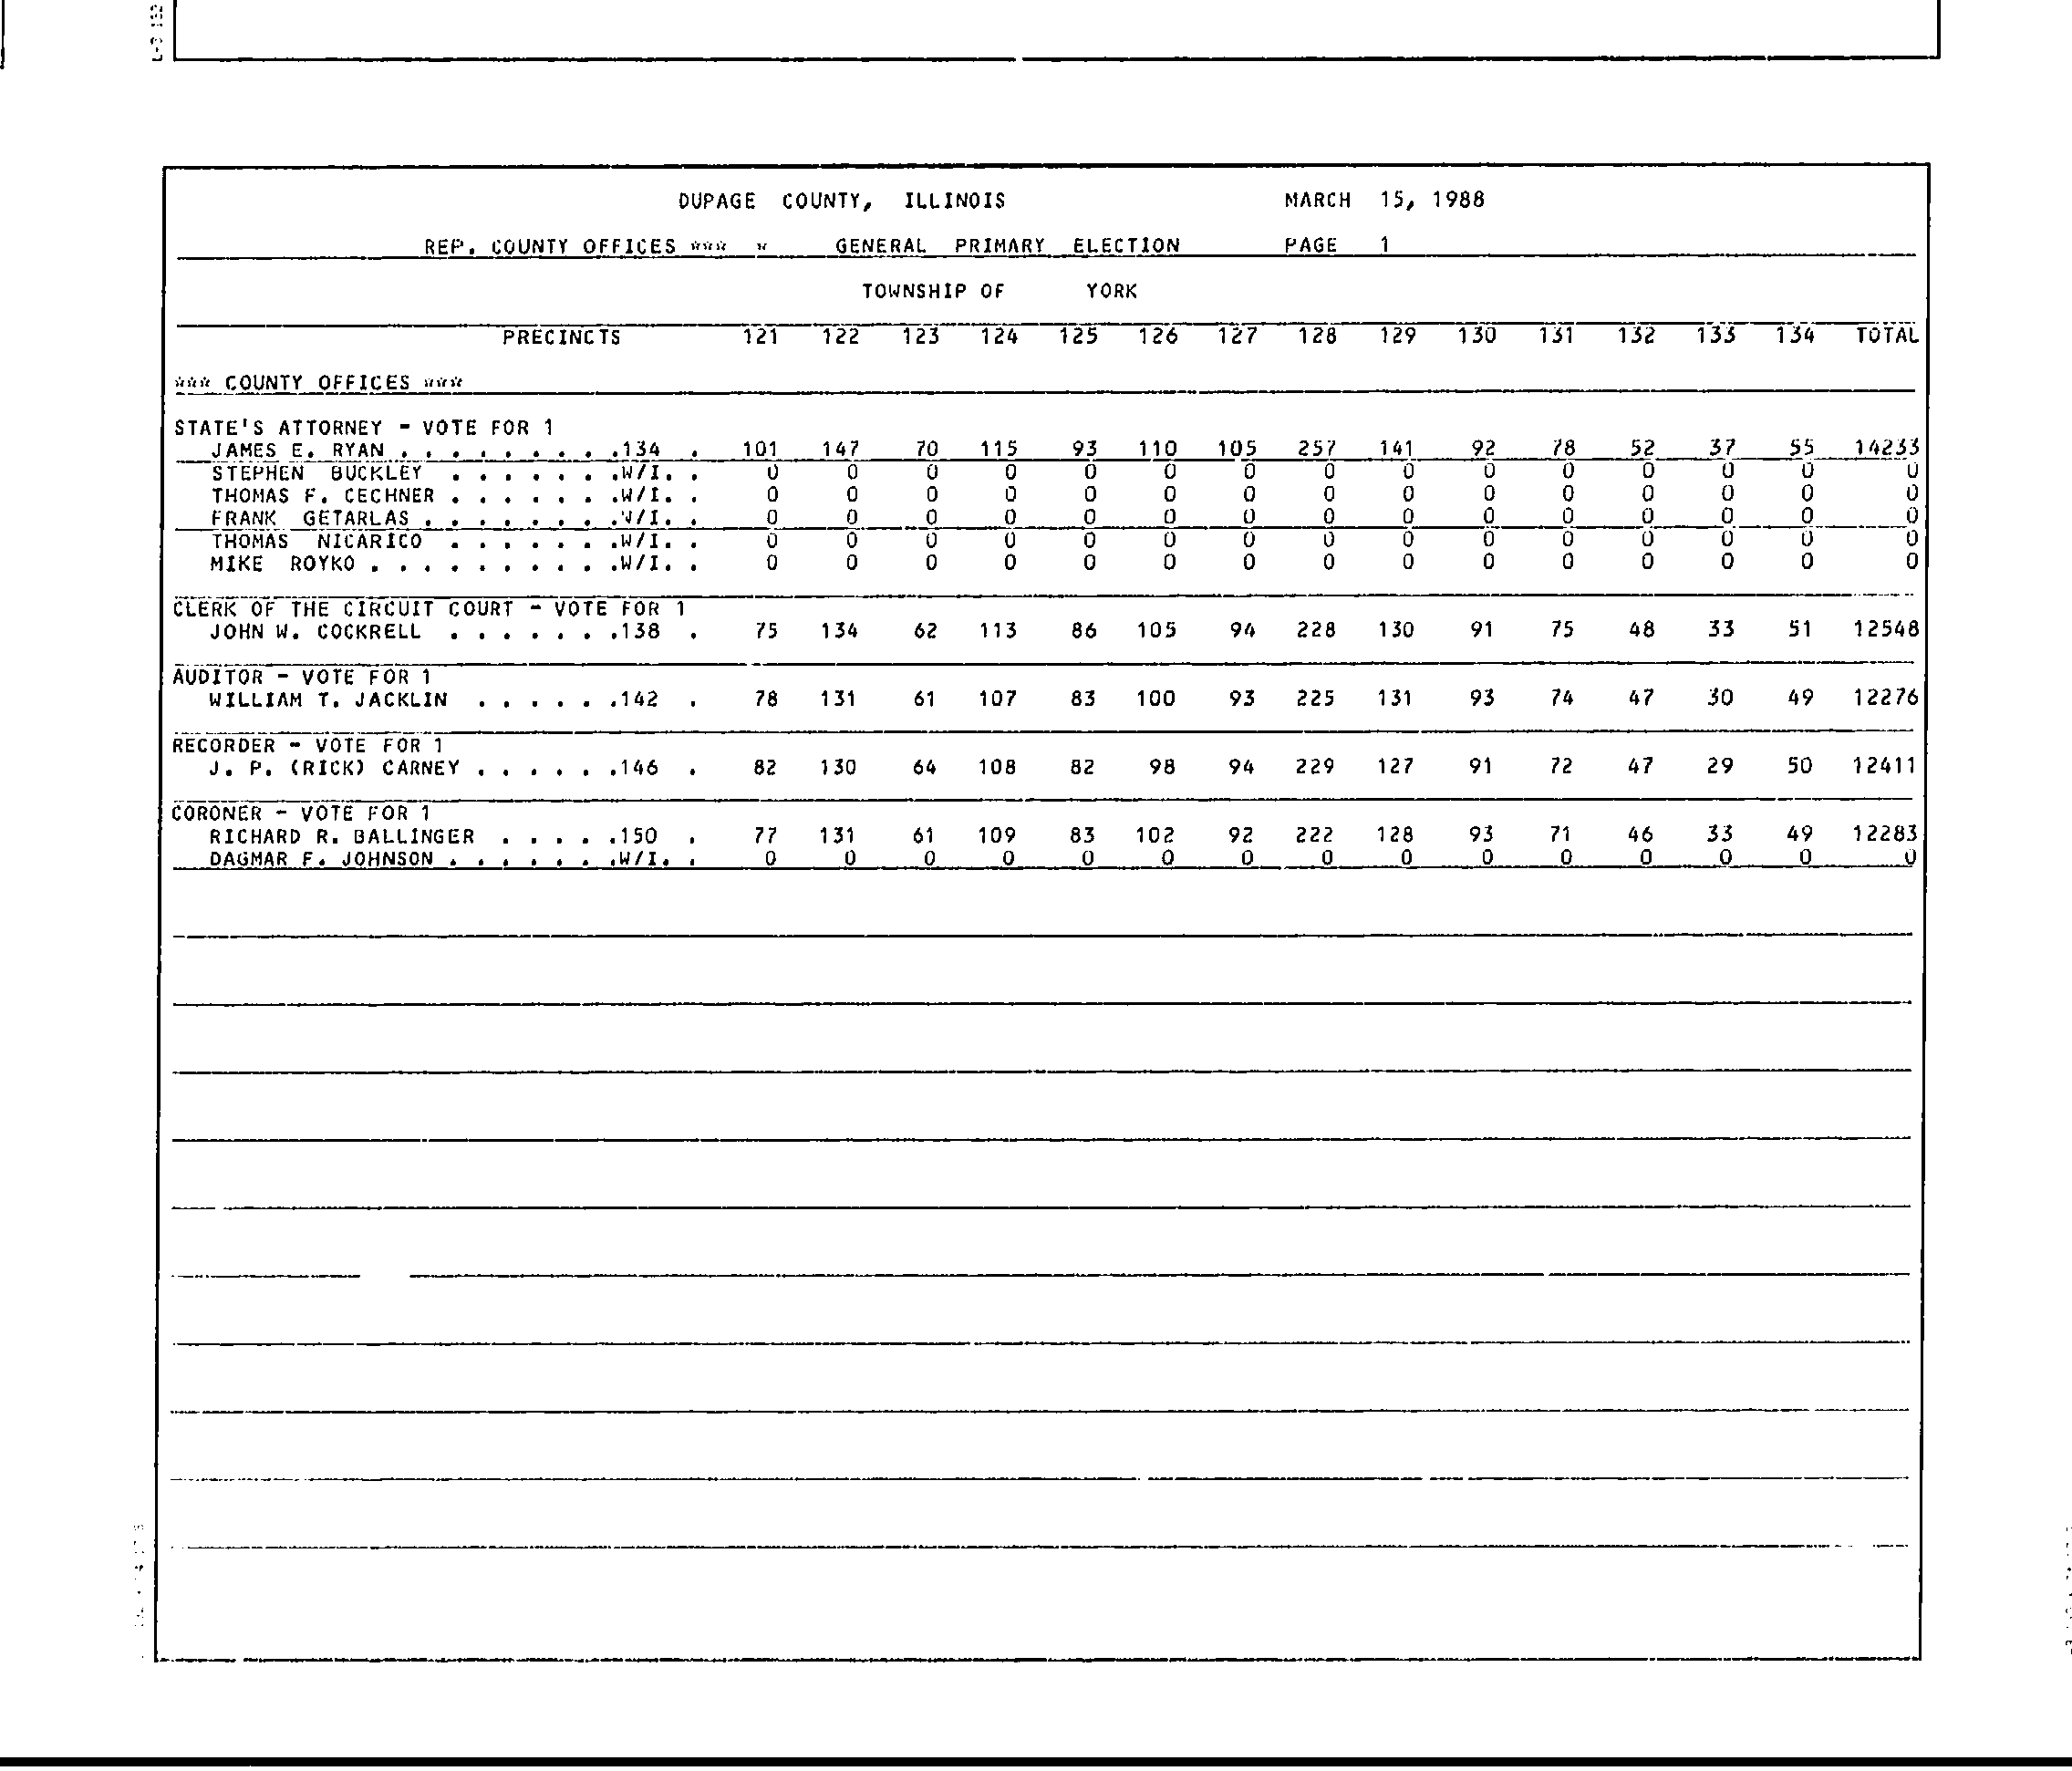 DUPAGE COUNTY, ILLINOIS MARCH 15, 1988
REP. COUNTY OFFICES *** * GENERAL PRIMARY ELECTION PAGE 1
TOWNSHIP OF YORK
PRECINCTS 121 122 123 124 125 126 127 128 129 130 131 132 133 134 TOTAL
*** COUNTY OFFICES ***
STATE'S ATTORNEY - VOTE FOR 1
JAMES E. RYAN . . . . . . . . .134 . 101 147 70 115 93 110 105 257 141 92 78 52 37 55 14233
STEPHEN BUCKLEY . . . . . . .W/I. . 0 0 0 0 0 0 0 0 0 0 0 0 0 0 0
THOMAS F. CECHNER . . . . . . .W/I. . 0 0 0 0 0 0 0 0 0 0 0 0 0 0 0
FRANK GETARLAS . . . . . . . .W/I. . 0 0 0 0 0 0 0 0 0 0 0 0 0 0 0
THOMAS NICARICO . . . . . . .W/I. . 0 0 0 0 0 0 0 0 0 0 0 0 0 0 0
MIKE ROYKO . . . . . . . . . .W/I. . 0 0 0 0 0 0 0 0 0 0 0 0 0 0 0
CLERK OF THE CIRCUIT COURT - VOTE FOR 1
JOHN W. COCKRELL . . . . . . .138 . 75 134 62 113 86 105 94 228 130 91 75 48 33 51 12548
AUDITOR - VOTE FOR 1
WILLIAM T. JACKLIN . . . . . .142 . 78 131 61 107 83 100 93 225 131 93 74 47 30 49 12276
RECORDER - VOTE FOR 1
J. P. (RICK) CARNEY . . . . . .146 . 82 130 64 108 82 98 94 229 127 91 72 47 29 50 12411
CORONER - VOTE FOR 1
RICHARD R. BALLINGER . . . . .150 . 77 131 61 109 83 102 92 222 128 93 71 46 33 49 12283
DAGMAR F. JOHNSON . . . . . . .W/I. . 0 0 0 0 0 0 0 0 0 0 0 0 0 0 0